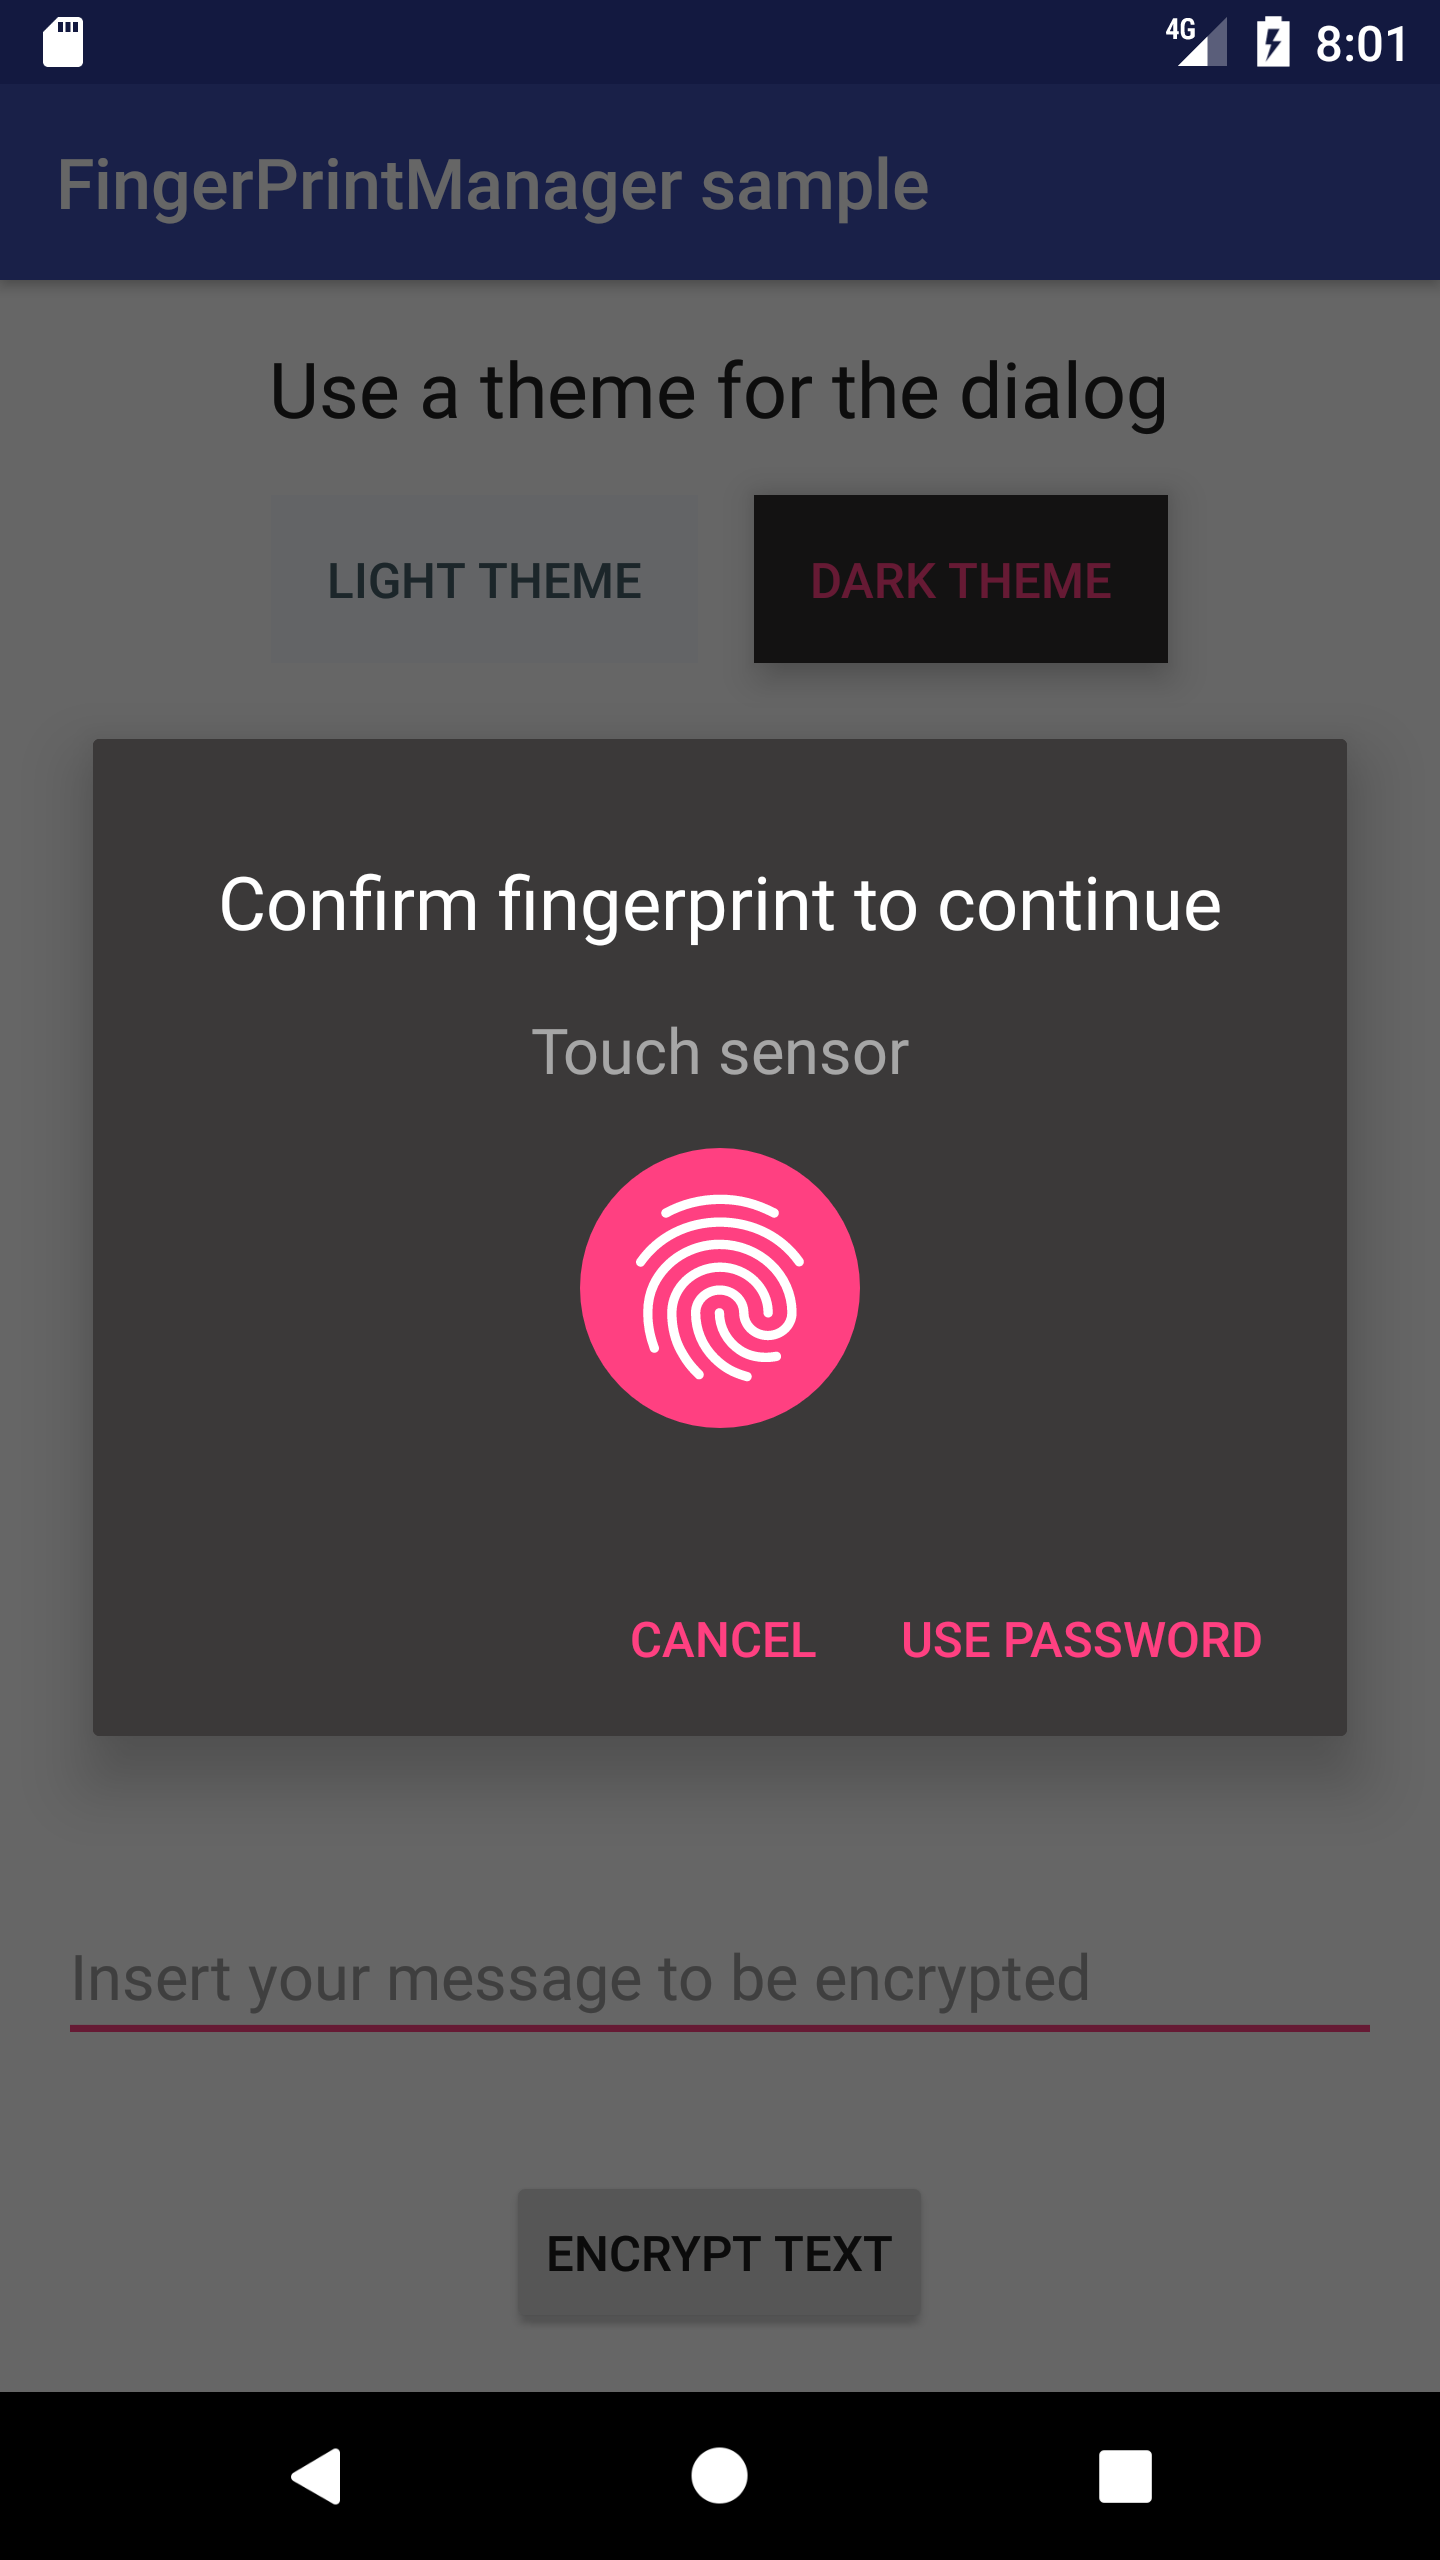 4G 8:01
FingerPrintManager sample
Use a theme for the dialog
LIGHT THEME DARK THEME
Confirm fingerprint to continue
Touch sensor
CANCEL USE PASSWORD
Insert your message to be encrypted
ENCRYPT TEXT